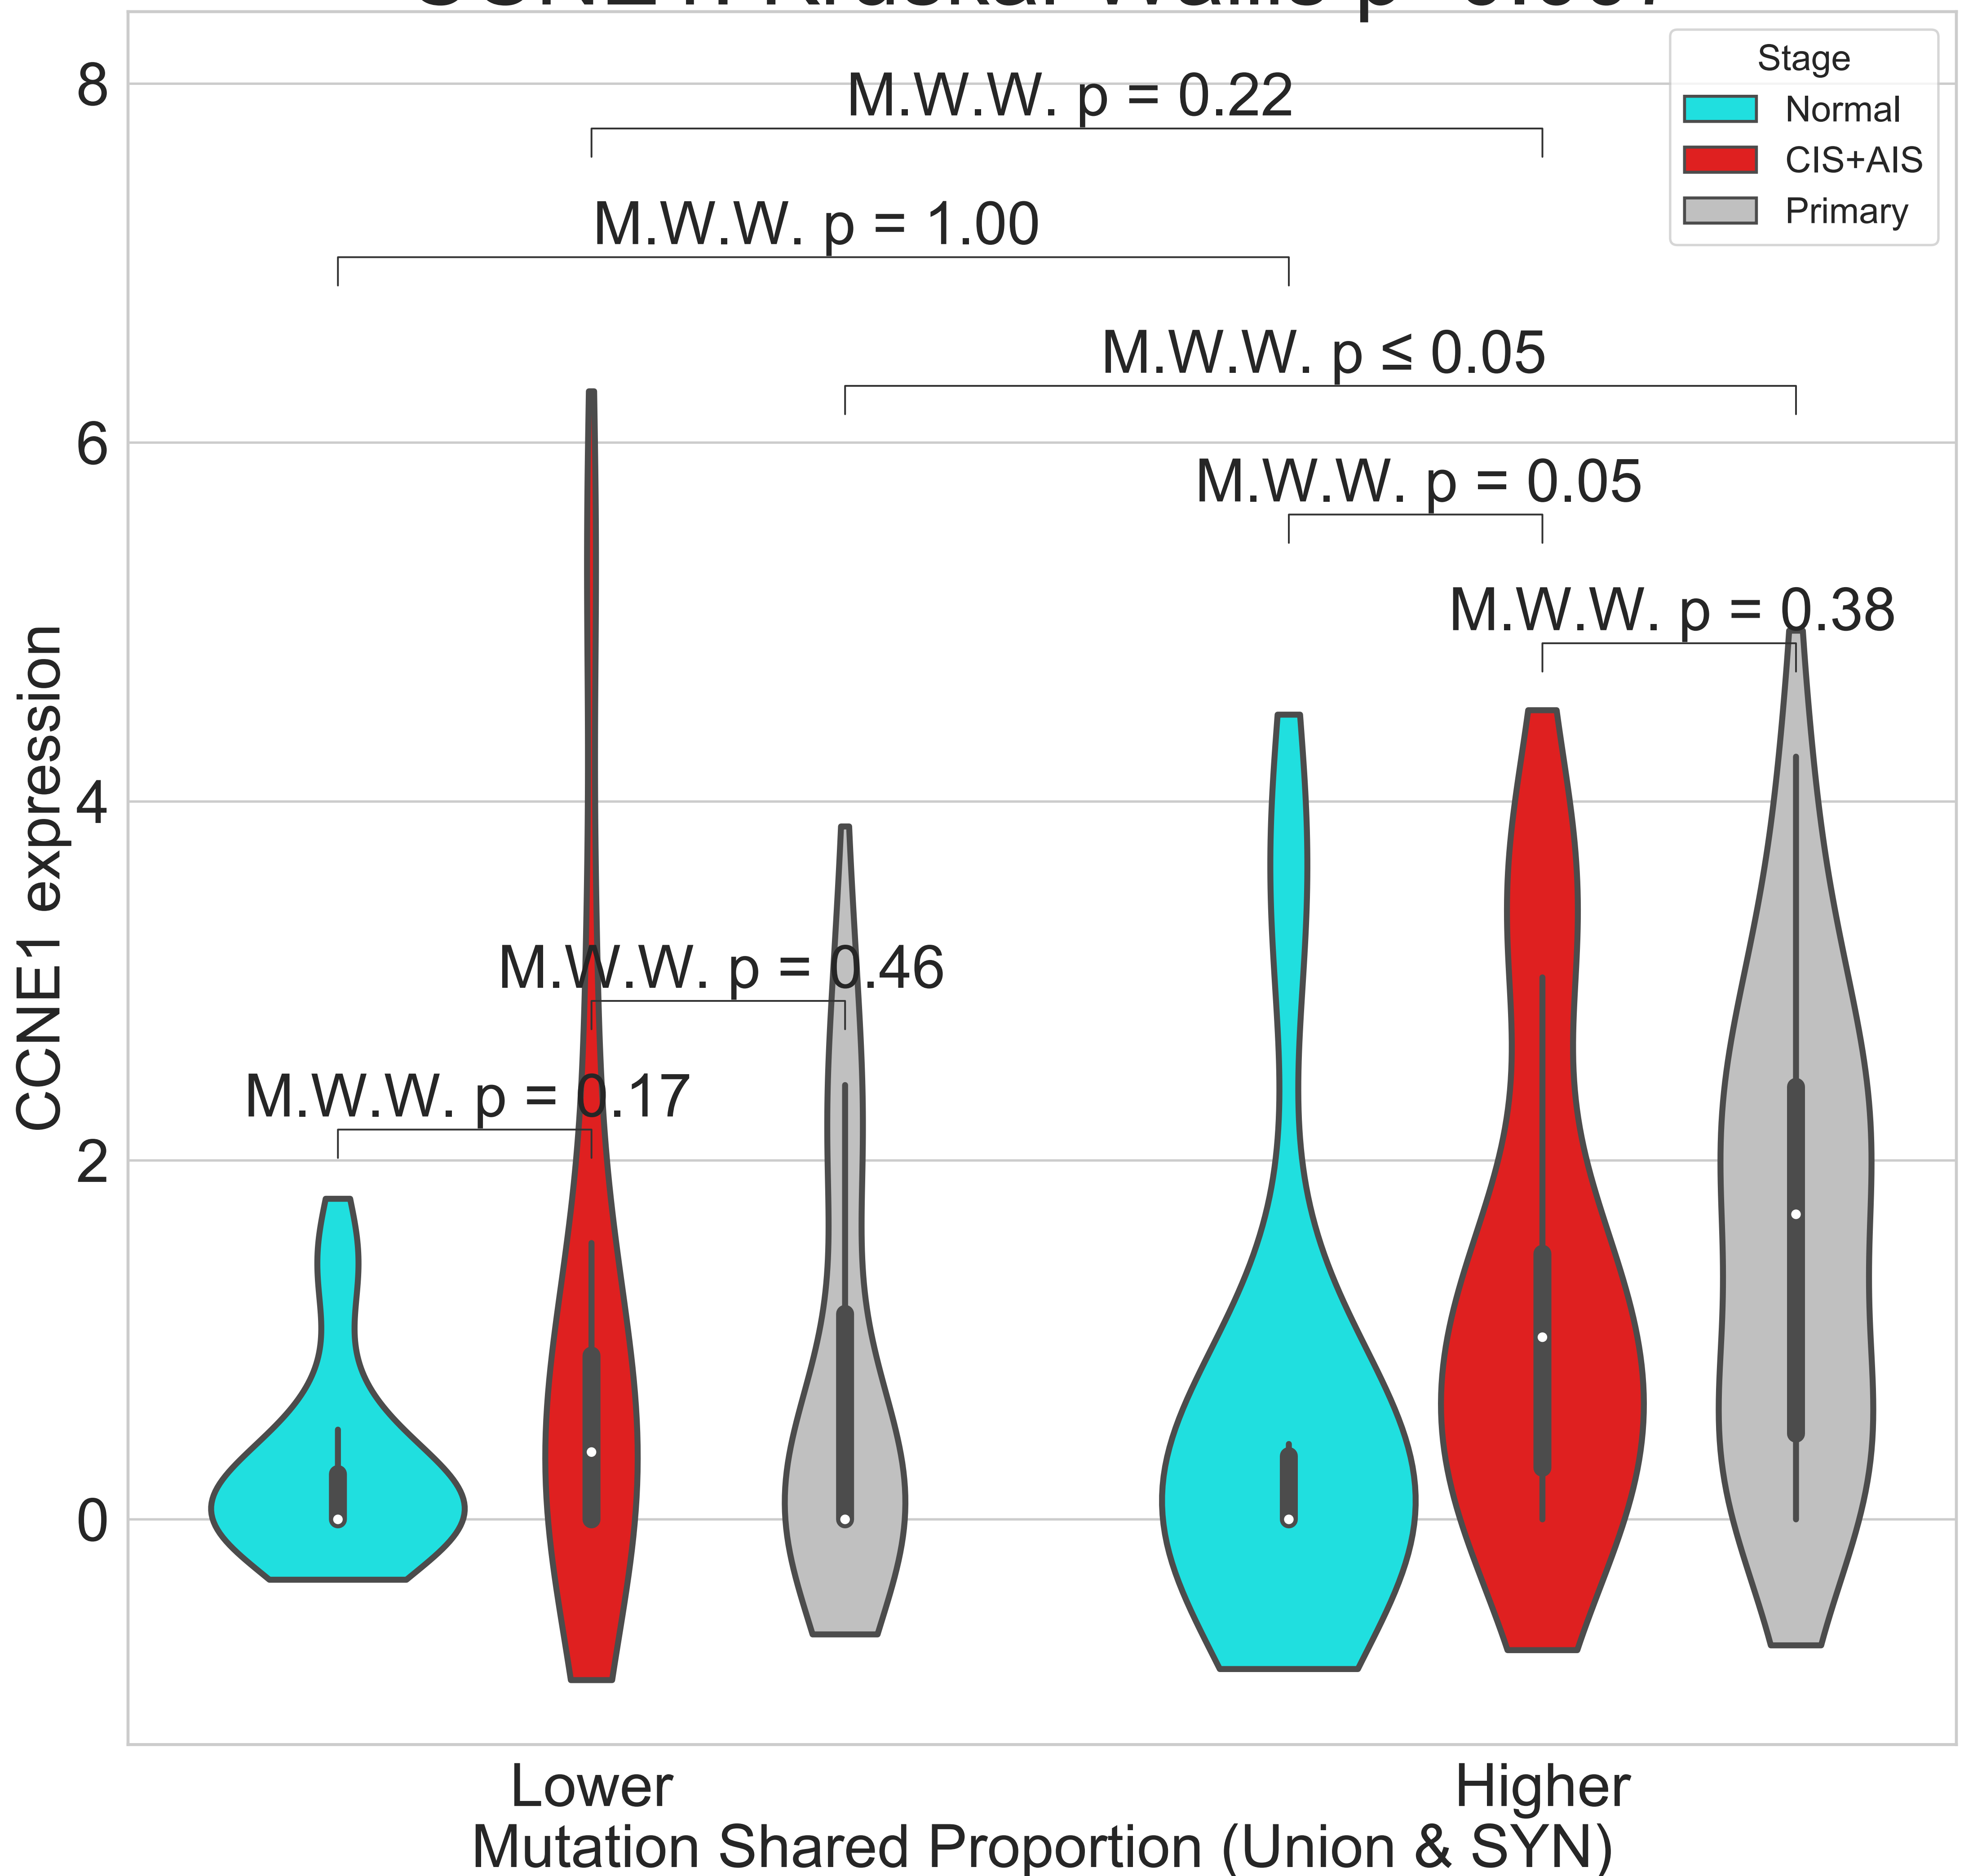 Stage
Normal
CIS+AIS
Primary
8
6
4
2
0
CCNE1 expression
M.W.W. p = 0.22
M.W.W. p = 1.00
M.W.W. p ≤ 0.05
M.W.W. p = 0.05
M.W.W. p = 0.38
M.W.W. p = 0.46
M.W.W. p = 0.17
Lower
Higher
Mutation Shared Proportion (Union & SYN)